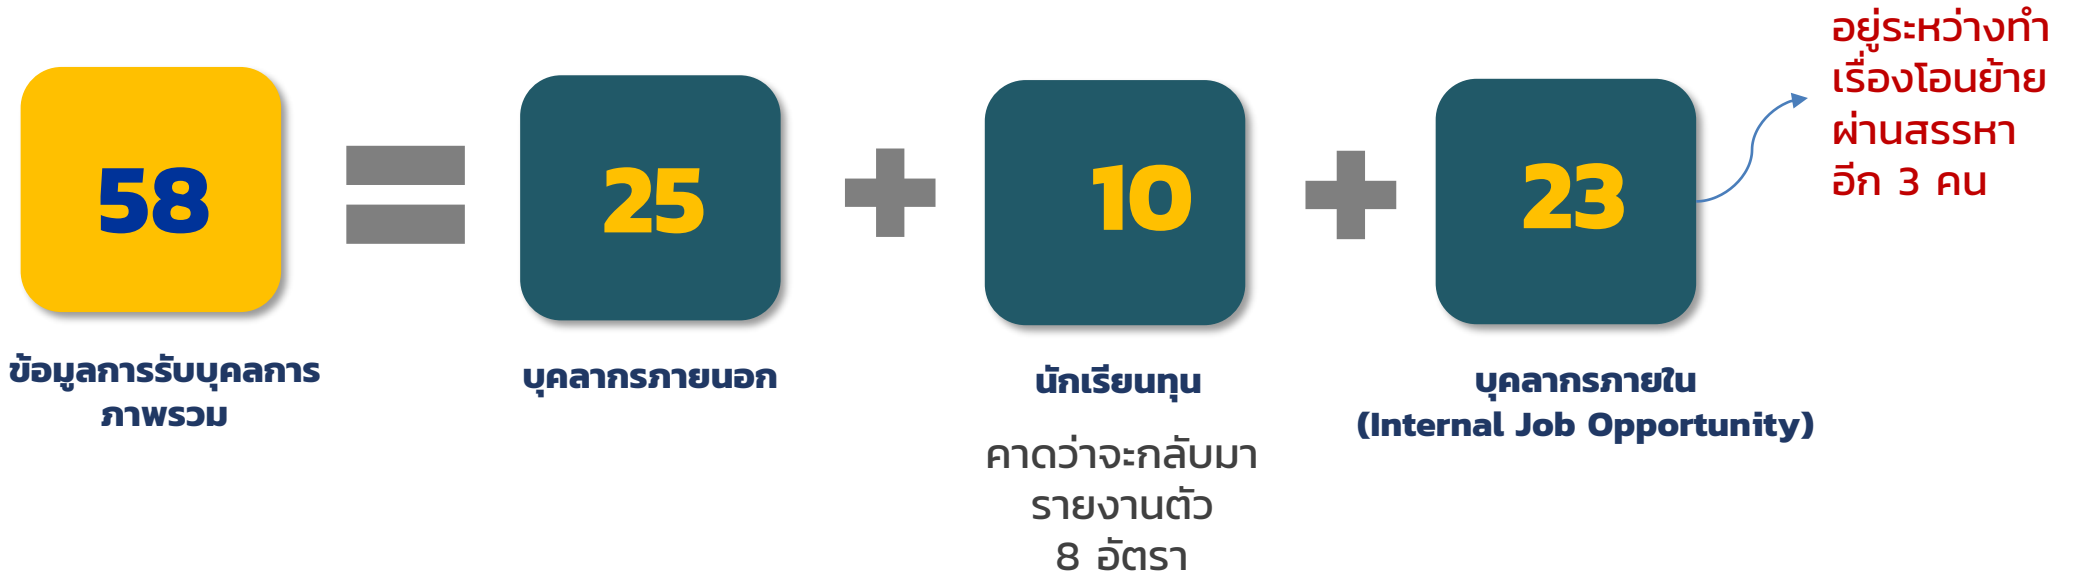 58
ข้อมูลการรับบุคลการ
ภาพรวม
25
บุคลากรภายนอก
10
นักเรียนทุน
คาดว่าจะกลับมา
รายงานตัว
8 อัตรา
23
บุคลากรภายใน
(Internal Job Opportunity)
อยู่ระหว่างทำ
เรื่องโอนย้าย
ผ่านสรรหา
อีก 3 คน